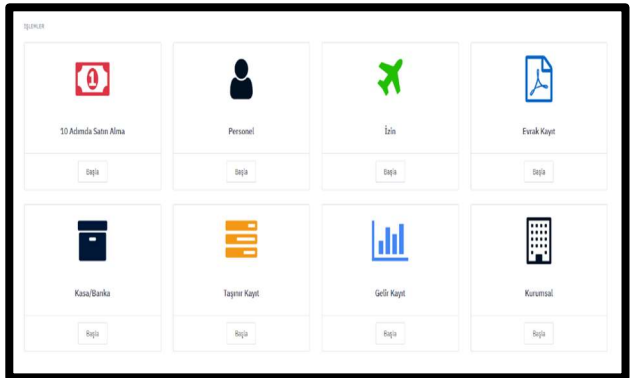 İŞLEMLER
10 Adımda Satın Alma
Personel
İzin
Evrak Kayıt
Başla
Başla
Başla
Başla
Kasa/Banka
Taşınır Kayıt
Gelir Kayıt
Kurumsal
Başla
Başla
Başla
Başla